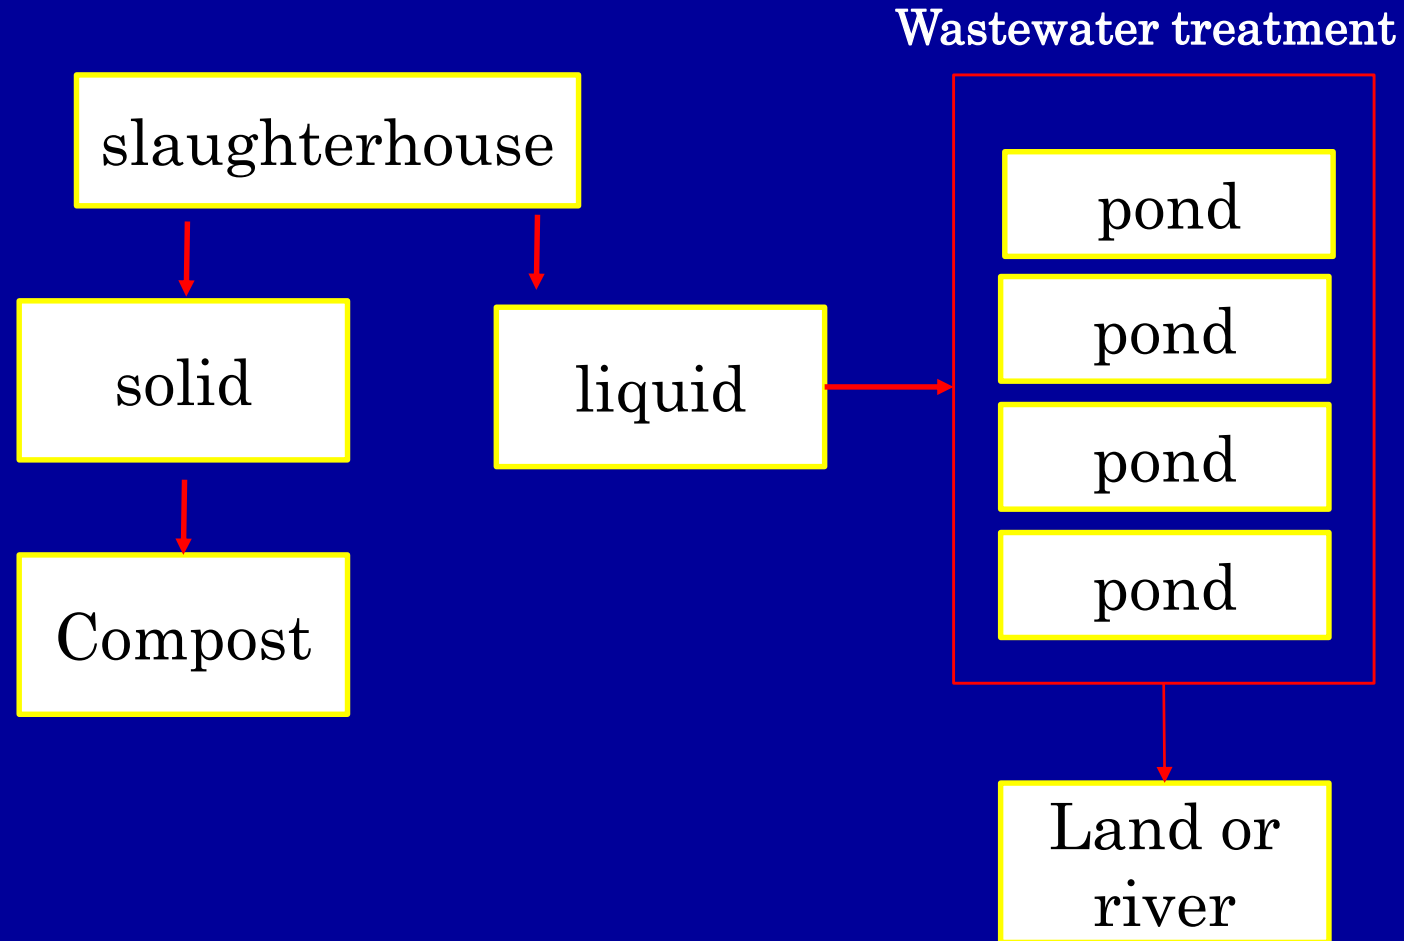 Wastewater treatment
slaughterhouse
solid
liquid
Compost
pond
pond
pond
pond
Land or
river